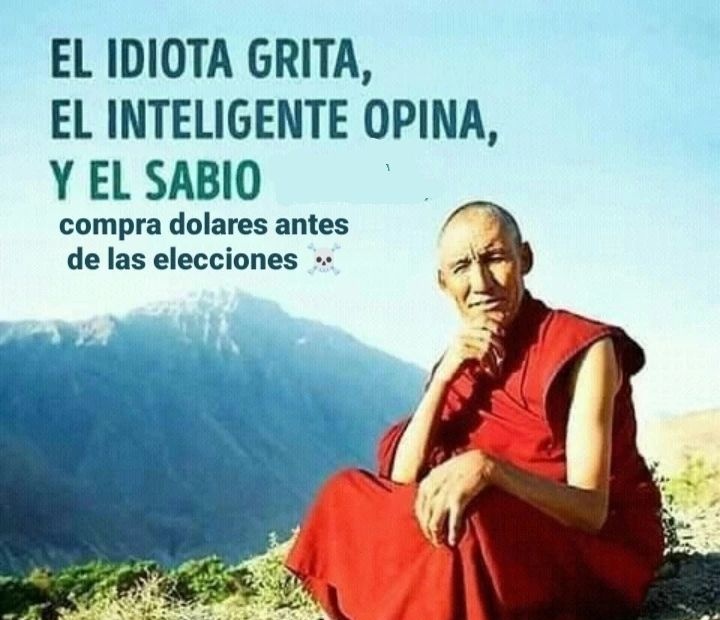 EL IDIOTA GRITA,
EL INTELIGENTE OPINA,
Y EL SABIO
compra dolares antes
de las elecciones ☠️